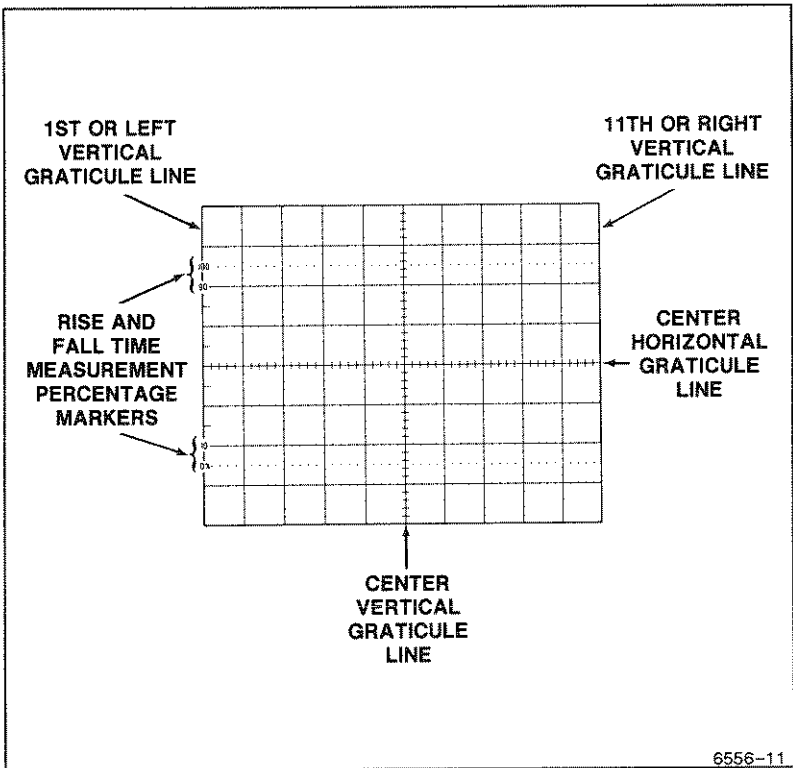 1ST OR LEFT
VERTICAL
GRATICULE LINE
11TH OR RIGHT
VERTICAL
GRATICULE LINE
100
90
RISE AND
FALL TIME
MEASUREMENT
PERCENTAGE
MARKERS
CENTER
HORIZONTAL
GRATICULE
LINE
10
0%
CENTER
VERTICAL
GRATICULE
LINE
6556-11